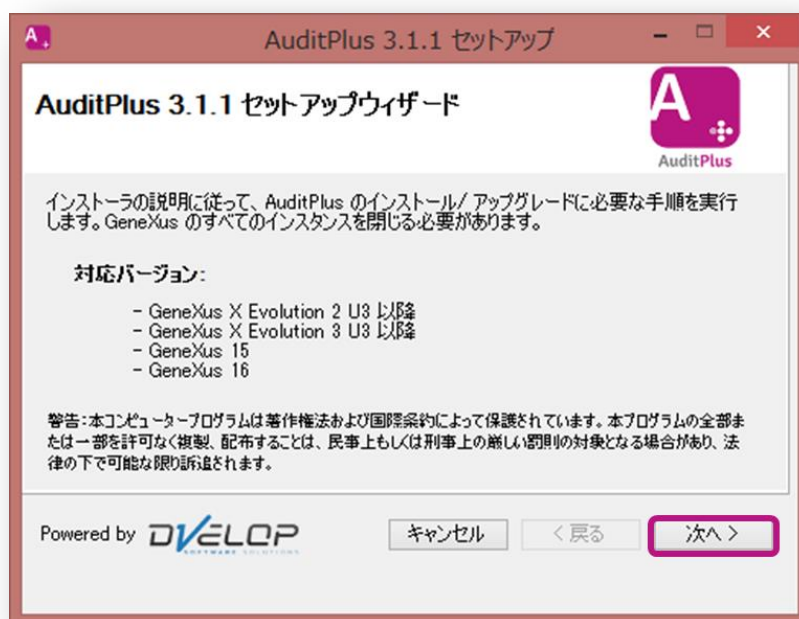 A+
AuditPlus 3.1.1 セットアップ
AuditPlus 3.1.1 セットアップウィザード
A
AuditPlus
インストーラの説明に従って、AuditPlus のインストール/ アップグレードに必要な手順を実行
します。GeneXus のすべてのインスタンスを閉じる必要があります。
対応バージョン:
- GeneXus X Evolution 2 U3 以降
- GeneXus X Evolution 3 U3 以降
- GeneXus 15
- GeneXus 16
警告:本コンピュータープログラムは著作権法および国際条約によって保護されています。本プログラムの全部ま
たは一部を許可なく複製、配布することは、民事上もしくは刑事上の厳しい罰則の対象となる場合があり、法
律の下で可能な限り訴追されます。
Powered by DVELOP
SOFTWARE SOLUTIONS
キャンセル
< 戻る
次へ >